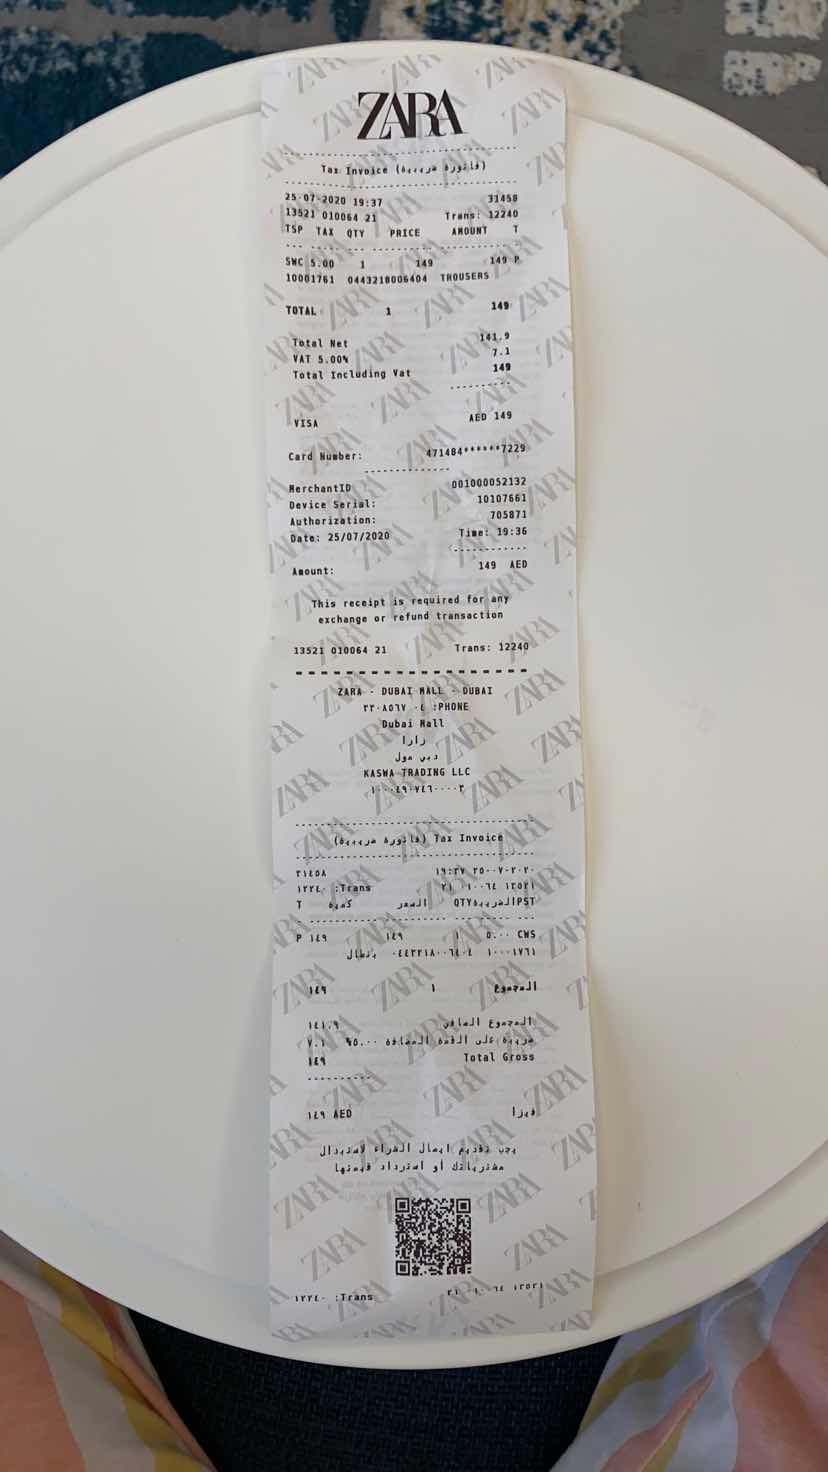 ZARA
Tax Invoice (فاتورة ضريبية)
25-07-2020 19:37 31458
13521 010064 21 Trans: 12240
TSP TAX QTY PRICE AMOUNT T
SWC 5.00 1 149 149 P
10001761 0443218006404 TROUSERS
TOTAL 1 149
Total Net 141.9
VAT 5.00% 7.1
Total Including Vat 149
VISA AED 149
Card Number: 471484******7229
MerchantID 001000052132
Device Serial: 10107661
Authorization: 705871
Date: 25/07/2020 Time: 19:36
Amount: 149 AED
This receipt is required for any
exchange or refund transaction
13521 010064 21 Trans: 12240
ZARA - DUBAI MALL - DUBAI
٣٣٠٨٥٦٧ ٠٤ :PHONE
Dubai Mall
زارا
دبي مول
KASWA TRADING LLC
١٠٠٠٤٩٠٧٤٦٠٠٠٠٣
(فاتورة ضريبية) Tax Invoice
٣١٤٥٨ ١٩:٣٧ ٢٥-٠٧-٢٠٢٠
١٢٢٤٠ :Trans ٢١ ٠١٠٠٦٤ ١٣٥٢١
T كمية السعر QTYالضريبةPST
P ١٤٩ ١٤٩ ١ ٥.٠٠ CWS
بنطال ٠٤٤٣٢١٨٠٠٦٤٠٤ ١٠٠٠١٧٦١
١٤٩ ١ المجموع
١٤١.٩ المجموع الصافي
٧.١ %٥.٠٠ ضريبة على القمة المضافة
١٤٩ Total Gross
١٤٩ AED فيزا
يجب تقديم ايصال الشراء لاستبدال
مشترياتك أو استرداد قيمتها
١٢٢٤٠ :Trans ٢١ ٠١٠٠٦٤ ١٣٥٢١